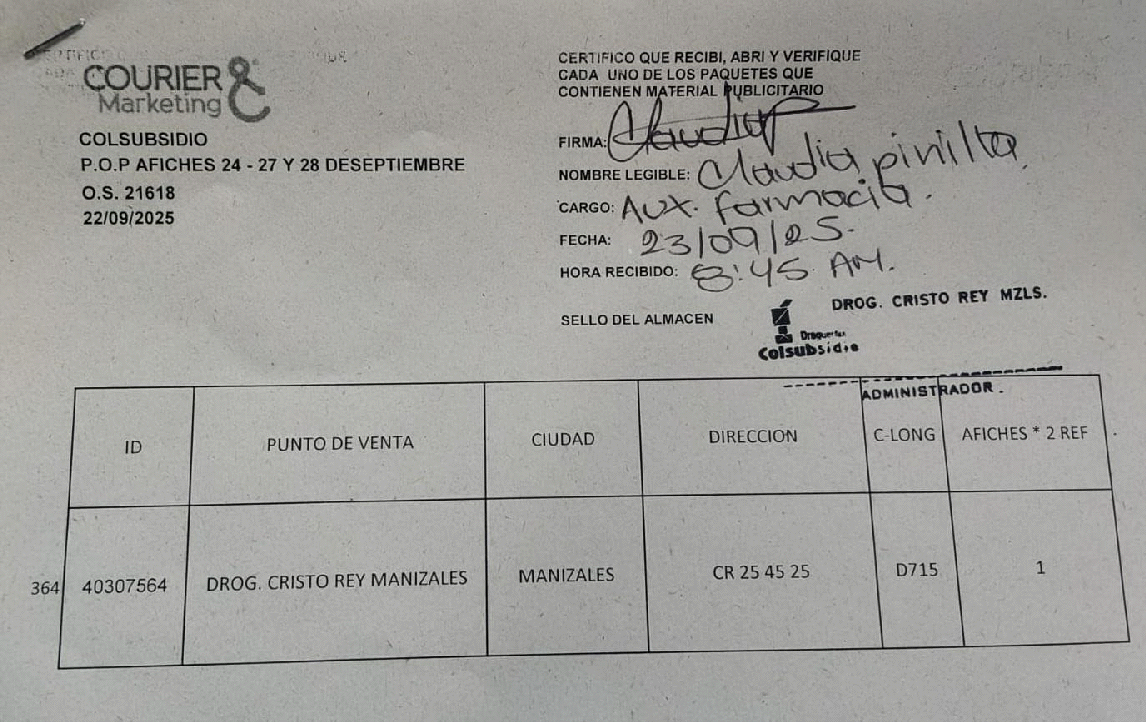 COURIER &
Marketing
COLSUBSIDIO
P.O.P AFICHES 24 - 27 Y 28 DESEPTIEMBRE
O.S. 21618
22/09/2025
CERTIFICO QUE RECIBI, ABRI Y VERIFIQUE
CADA UNO DE LOS PAQUETES QUE
CONTIENEN MATERIAL PUBLICITARIO
FIRMA: ClaudiaP
NOMBRE LEGIBLE: Claudia pinilla
CARGO: Aux. farmacia.
FECHA: 23/09/25.
HORA RECIBIDO: 8:45 AM.
SELLO DEL ALMACEN
Droguerías
Colsubsidio
DROG. CRISTO REY MZLS.
ADMINISTRADOR.
ID PUNTO DE VENTA CIUDAD DIRECCION C-LONG AFICHES * 2 REF
364 40307564 DROG. CRISTO REY MANIZALES MANIZALES CR 25 45 25 D715 1